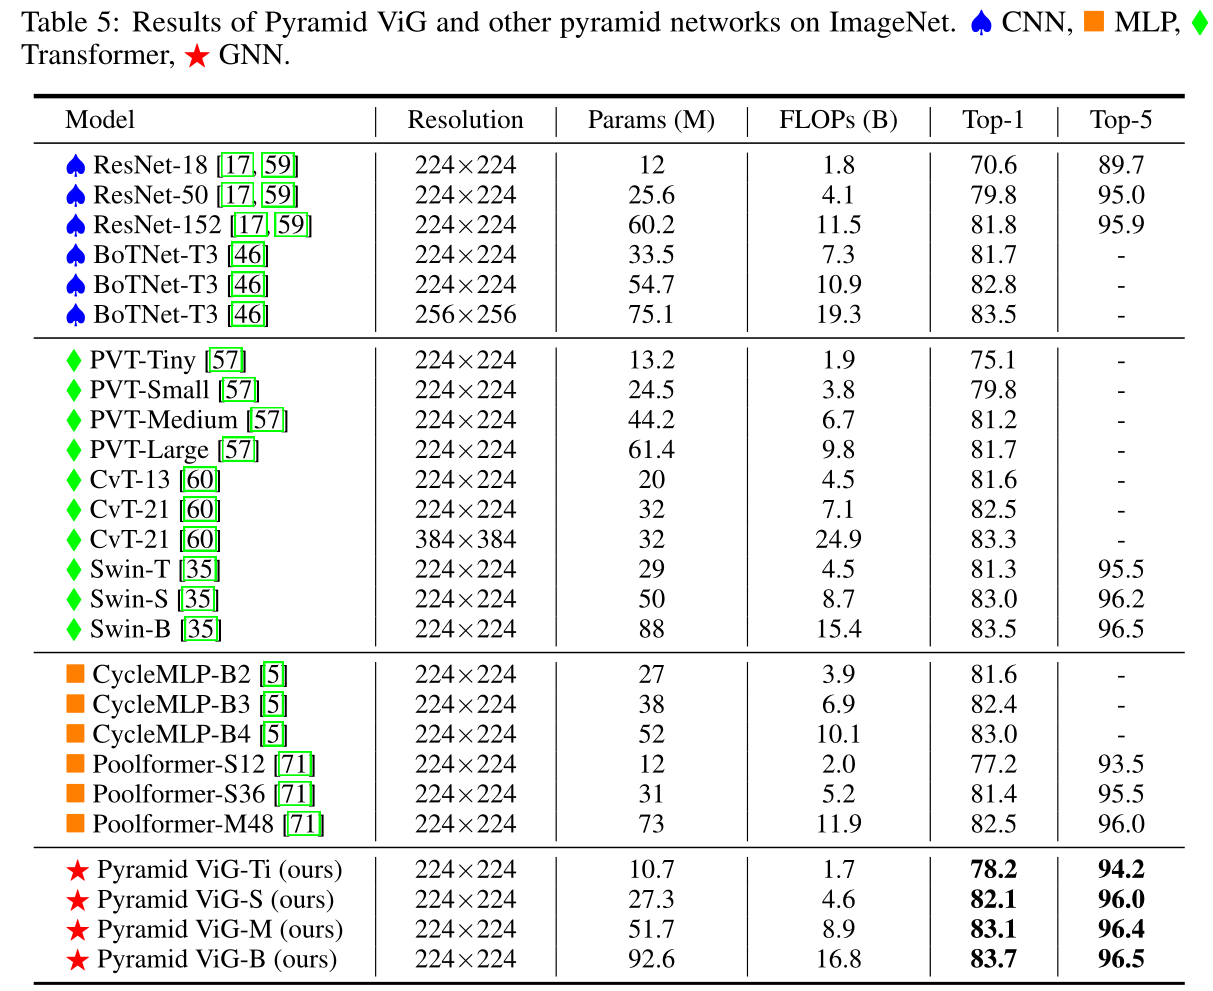 Table 5: Results of Pyramid ViG and other pyramid networks on ImageNet. ♠ CNN, ■ MLP, ♦
Transformer, ★ GNN.
Model Resolution Params (M) FLOPs (B) Top-1 Top-5
♠ ResNet-18 [17, 59] 224×224 12 1.8 70.6 89.7
♠ ResNet-50 [17, 59] 224×224 25.6 4.1 79.8 95.0
♠ ResNet-152 [17, 59] 224×224 60.2 11.5 81.8 95.9
♠ BoTNet-T3 [46] 224×224 33.5 7.3 81.7 -
♠ BoTNet-T3 [46] 224×224 54.7 10.9 82.8 -
♠ BoTNet-T3 [46] 256×256 75.1 19.3 83.5 -
♦ PVT-Tiny [57] 224×224 13.2 1.9 75.1 -
♦ PVT-Small [57] 224×224 24.5 3.8 79.8 -
♦ PVT-Medium [57] 224×224 44.2 6.7 81.2 -
♦ PVT-Large [57] 224×224 61.4 9.8 81.7 -
♦ CvT-13 [60] 224×224 20 4.5 81.6 -
♦ CvT-21 [60] 224×224 32 7.1 82.5 -
♦ CvT-21 [60] 384×384 32 24.9 83.3 -
♦ Swin-T [35] 224×224 29 4.5 81.3 95.5
♦ Swin-S [35] 224×224 50 8.7 83.0 96.2
♦ Swin-B [35] 224×224 88 15.4 83.5 96.5
■ CycleMLP-B2 [5] 224×224 27 3.9 81.6 -
■ CycleMLP-B3 [5] 224×224 38 6.9 82.4 -
■ CycleMLP-B4 [5] 224×224 52 10.1 83.0 -
■ Poolformer-S12 [71] 224×224 12 2.0 77.2 93.5
■ Poolformer-S36 [71] 224×224 31 5.2 81.4 95.5
■ Poolformer-M48 [71] 224×224 73 11.9 82.5 96.0
★ Pyramid ViG-Ti (ours) 224×224 10.7 1.7 78.2 94.2
★ Pyramid ViG-S (ours) 224×224 27.3 4.6 82.1 96.0
★ Pyramid ViG-M (ours) 224×224 51.7 8.9 83.1 96.4
★ Pyramid ViG-B (ours) 224×224 92.6 16.8 83.7 96.5